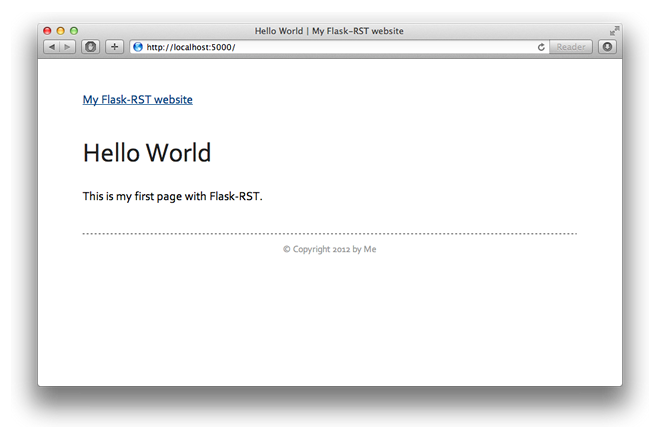 Hello World | My Flask-RST website
http://localhost:5000/
Reader
My Flask-RST website
Hello World
This is my first page with Flask-RST.
© Copyright 2012 by Me